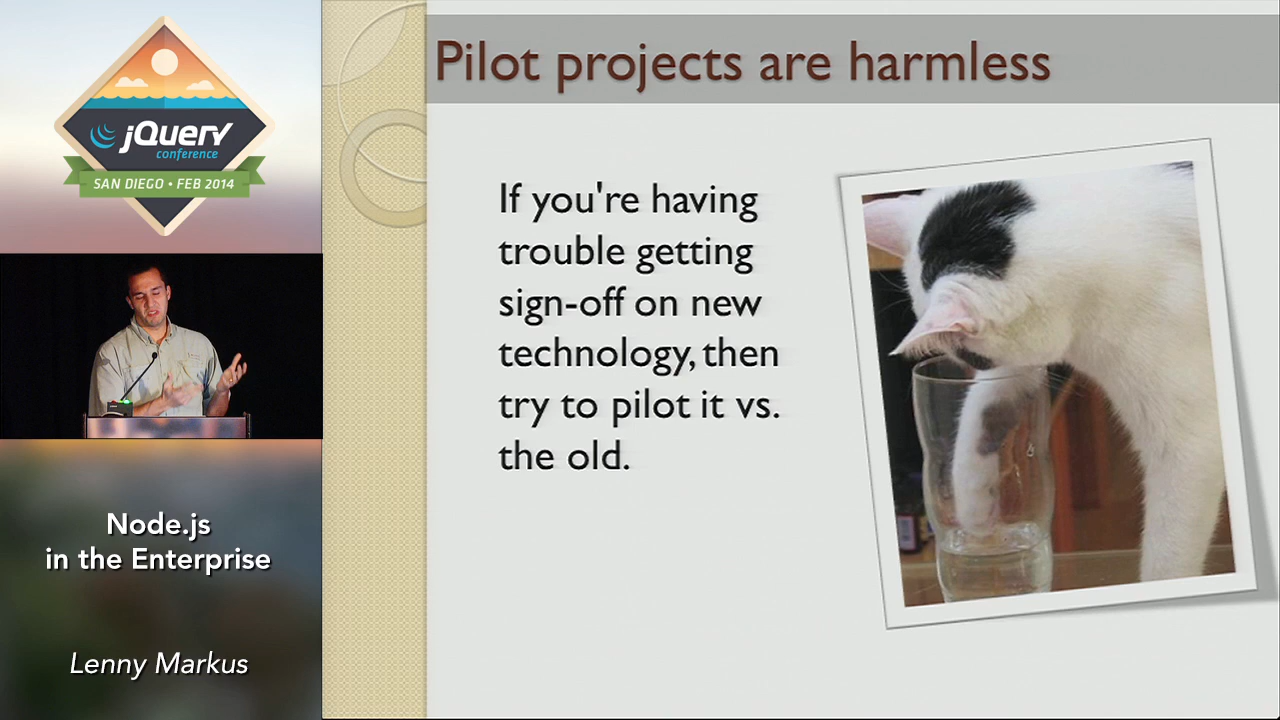 jQuery
conference
SAN DIEGO • FEB 2014
Node.js
in the Enterprise
Lenny Markus
Pilot projects are harmless
If you're having
trouble getting
sign-off on new
technology, then
try to pilot it vs.
the old.